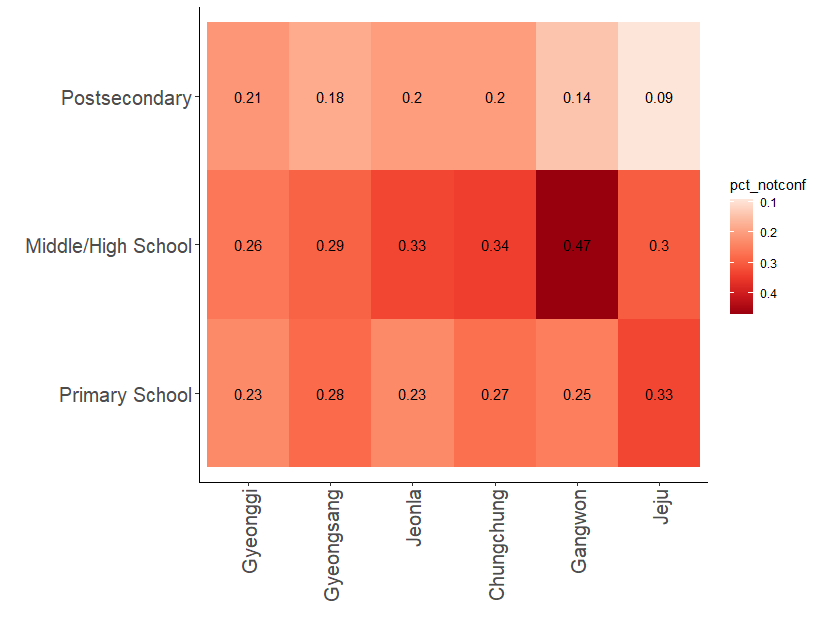 Postsecondary
0.21 0.18 0.2 0.2 0.14 0.09
Middle/High School
0.26 0.29 0.33 0.34 0.47 0.3
Primary School
0.23 0.28 0.23 0.27 0.25 0.33
Gyeonggi
Gyeongsang
Jeonla
Chungchung
Gangwon
Jeju
pct_notconf
0.1
0.2
0.3
0.4